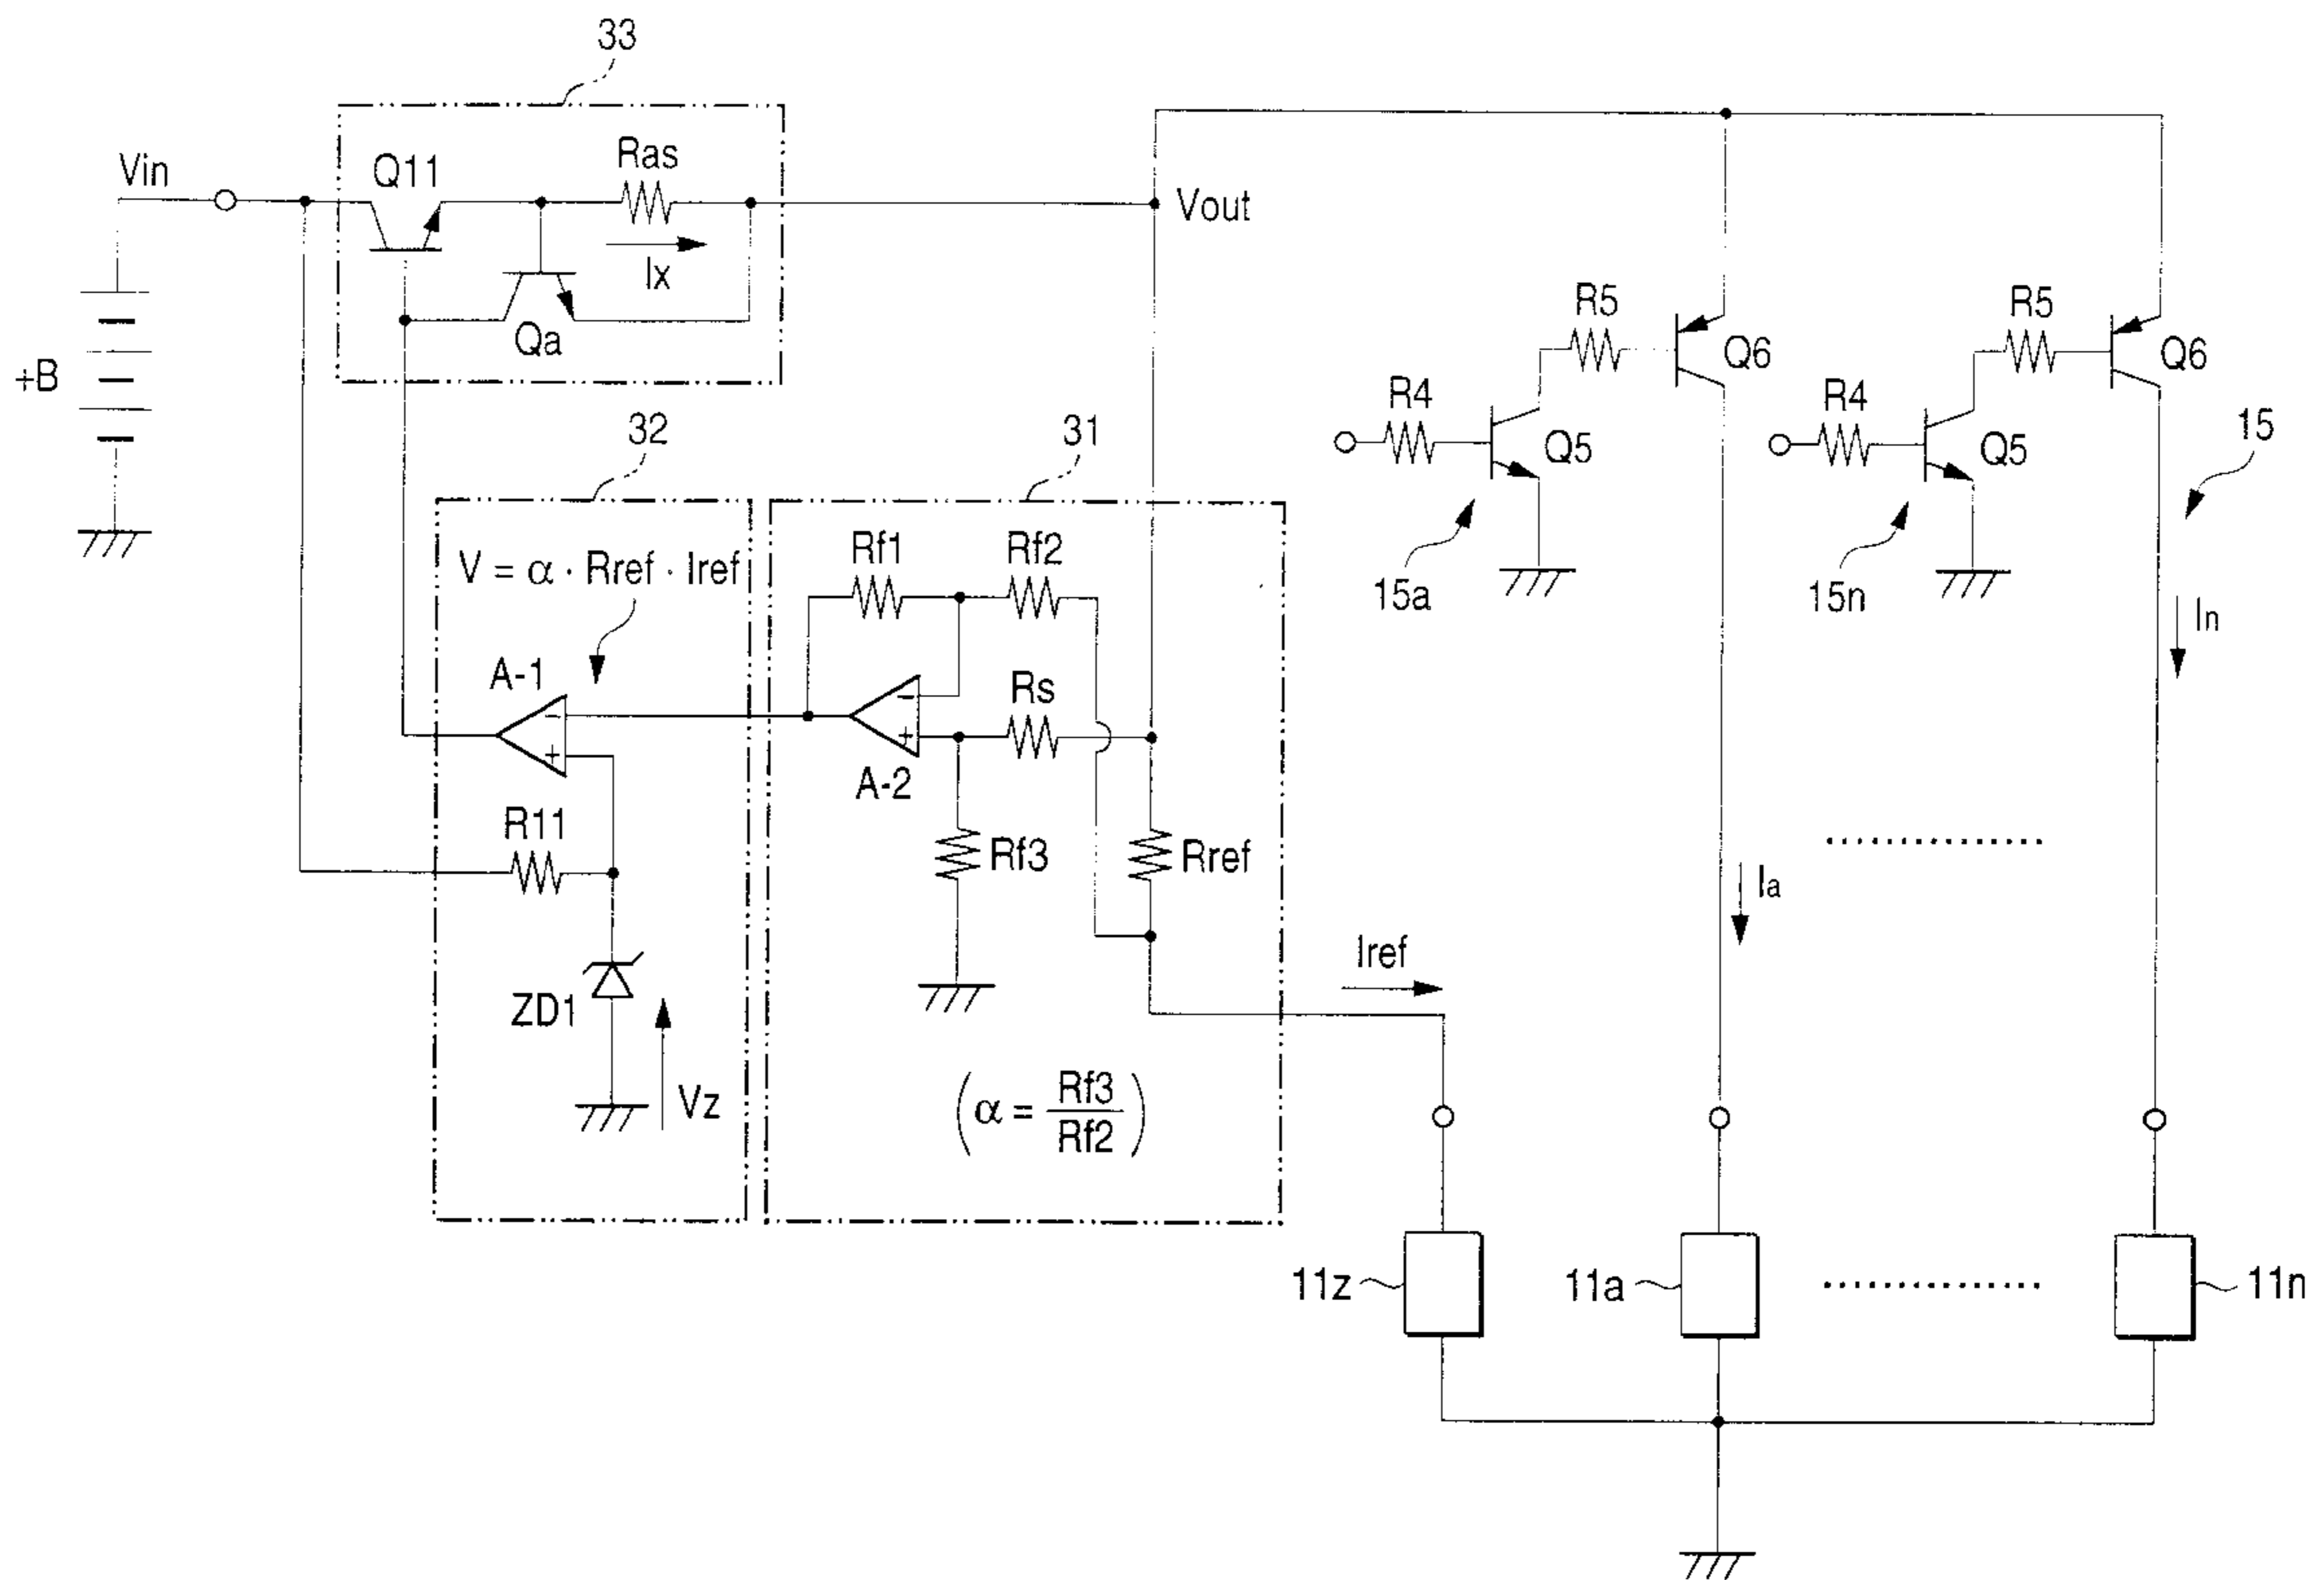 33
Vin
Q11
Ras
Vout
Ix
Qa
+B
R5
Q6
R5
Q6
R4
Q5
R4
Q5
15
32
31
15a
15n
In
V = α · Rref · Iref
Rf1
Rf2
A-1
−
+
Rs
−
+
A-2
R11
Rf3
Rref
Ia
Iref
ZD1
Vz
(α = Rf3/Rf2)
11z
11a
11n